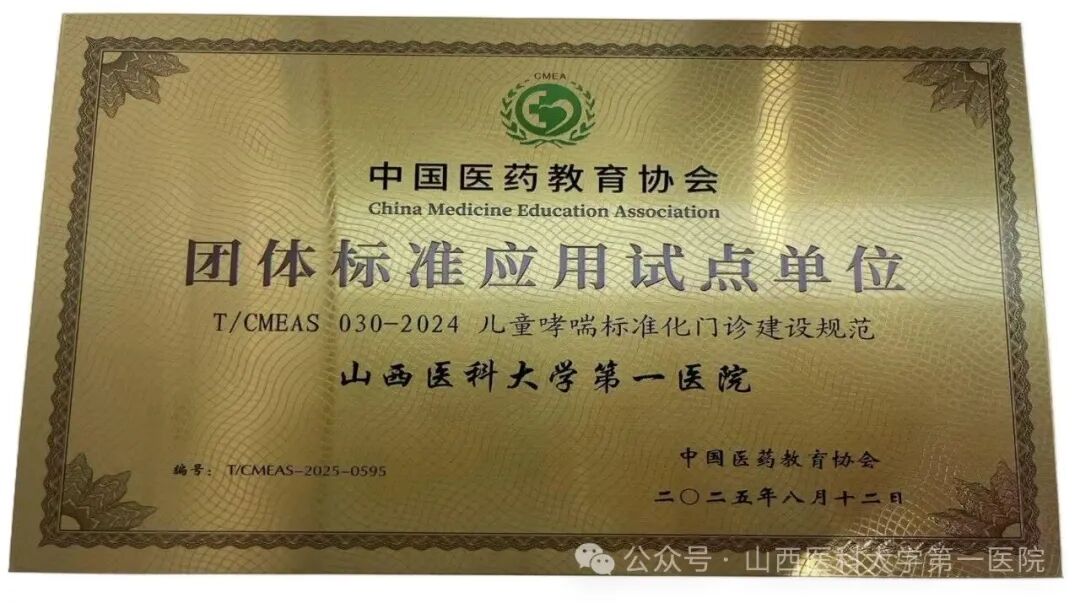 CMEA
中国医药教育协会
China Medicine Education Association
团体标准应用试点单位
T/CMEAS 030-2024 儿童哮喘标准化门诊建设规范
山西医科大学第一医院
编号：T/CMEAS-2025-0595
中国医药教育协会
二〇二五年八月十二日
公众号·山西医科大学第一医院